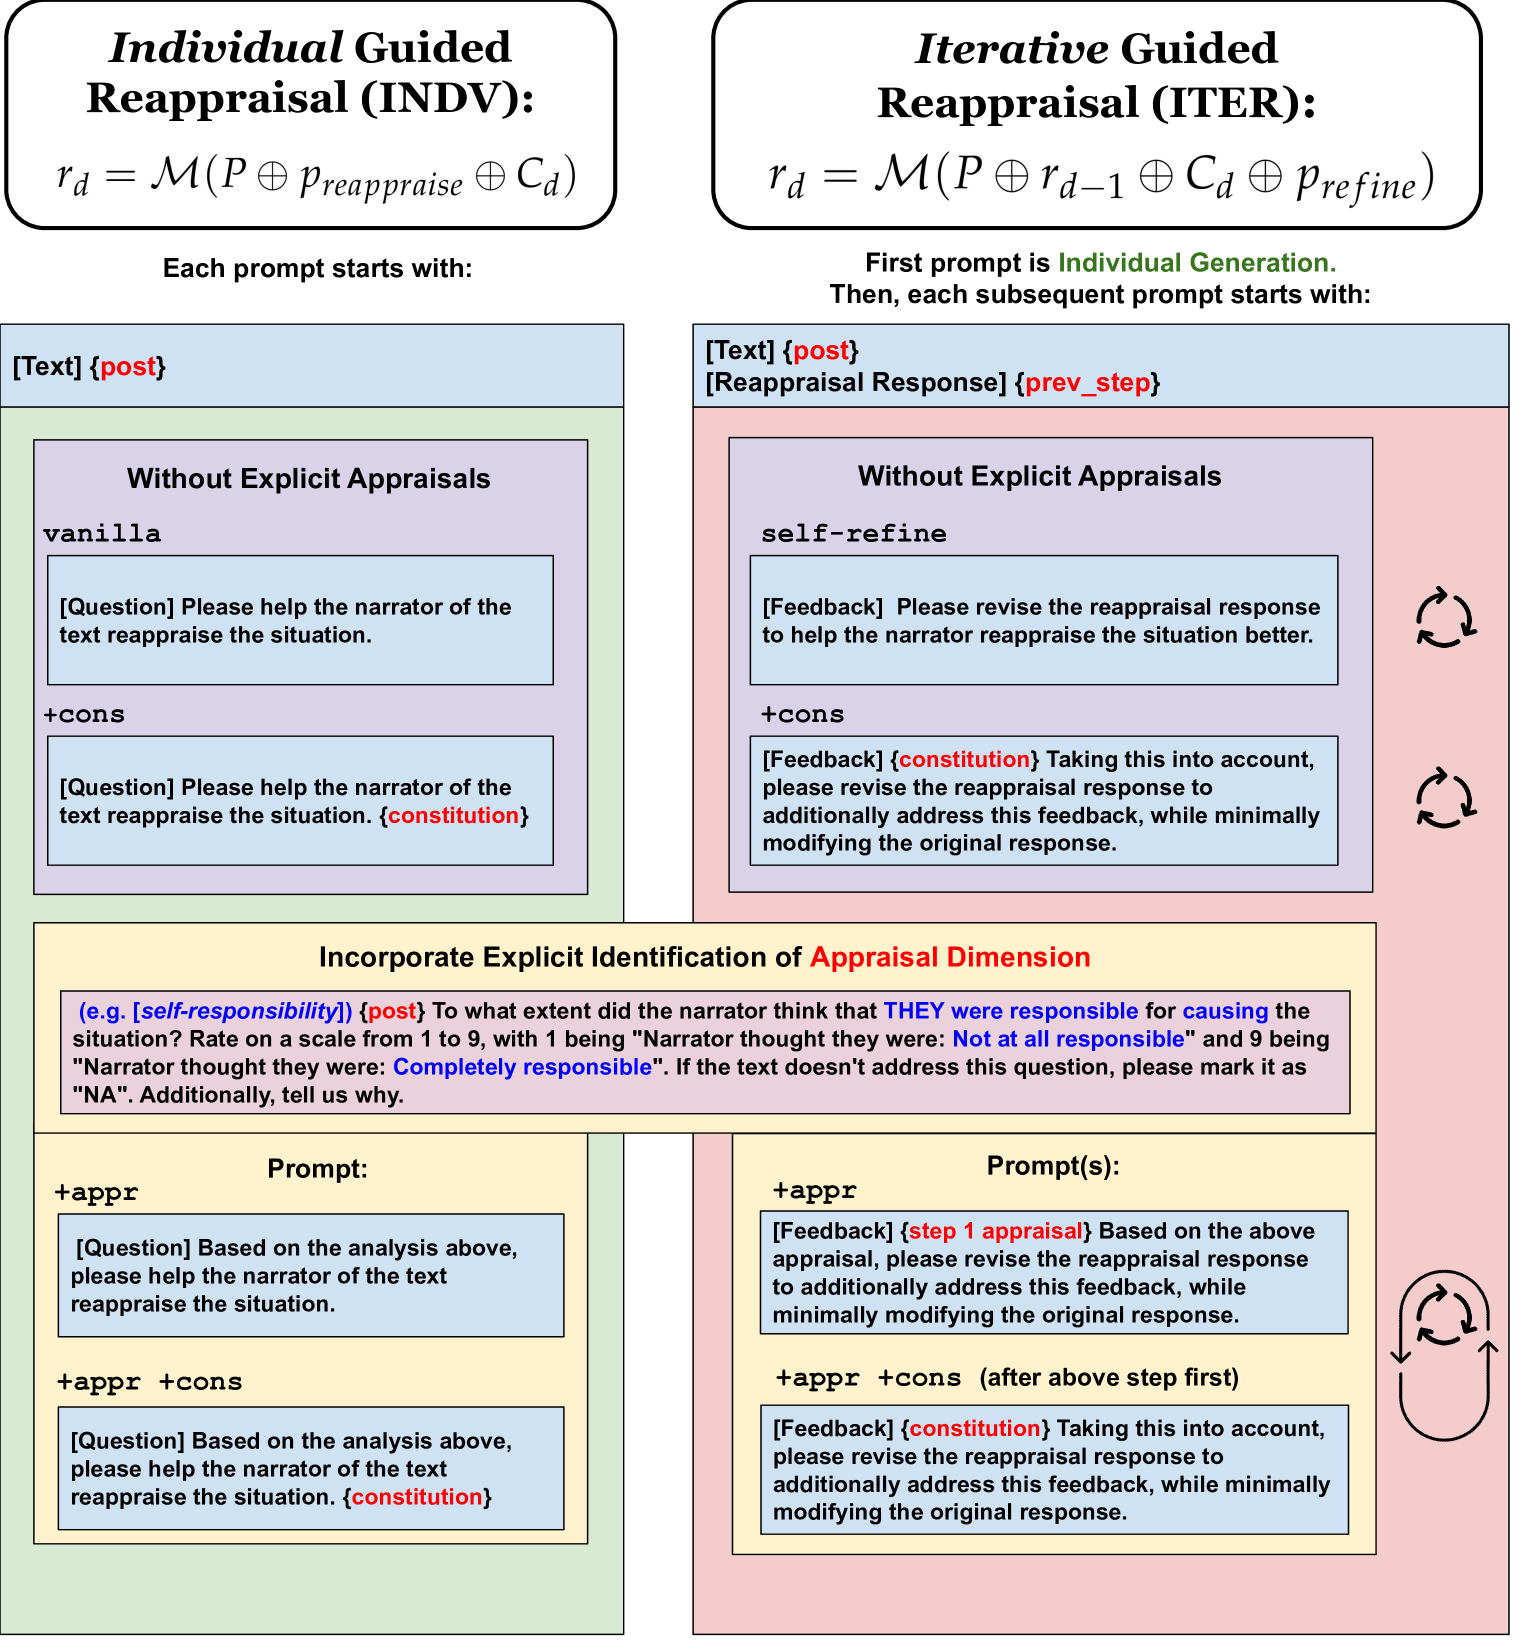 Individual Guided
Reappraisal (INDV):
r_d = M(P ⊕ p_reappraise ⊕ C_d)
Each prompt starts with:
[Text] {post}
Without Explicit Appraisals
vanilla
[Question] Please help the narrator of the
text reappraise the situation.
+cons
[Question] Please help the narrator of the
text reappraise the situation. {constitution}
Iterative Guided
Reappraisal (ITER):
r_d = M(P ⊕ r_{d−1} ⊕ C_d ⊕ p_refine)
First prompt is Individual Generation.
Then, each subsequent prompt starts with:
[Text] {post}
[Reappraisal Response] {prev_step}
Without Explicit Appraisals
self-refine
[Feedback] Please revise the reappraisal response
to help the narrator reappraise the situation better.
+cons
[Feedback] {constitution} Taking this into account,
please revise the reappraisal response to
additionally address this feedback, while minimally
modifying the original response.
Incorporate Explicit Identification of Appraisal Dimension
(e.g. [self-responsibility]) {post} To what extent did the narrator think that THEY were responsible for causing the
situation? Rate on a scale from 1 to 9, with 1 being "Narrator thought they were: Not at all responsible" and 9 being
"Narrator thought they were: Completely responsible". If the text doesn't address this question, please mark it as
"NA". Additionally, tell us why.
Prompt:
+appr
[Question] Based on the analysis above,
please help the narrator of the text
reappraise the situation.
+appr +cons
[Question] Based on the analysis above,
please help the narrator of the text
reappraise the situation. {constitution}
Prompt(s):
+appr
[Feedback] {step 1 appraisal} Based on the above
appraisal, please revise the reappraisal response
to additionally address this feedback, while
minimally modifying the original response.
+appr +cons (after above step first)
[Feedback] {constitution} Taking this into account,
please revise the reappraisal response to
additionally address this feedback, while minimally
modifying the original response.